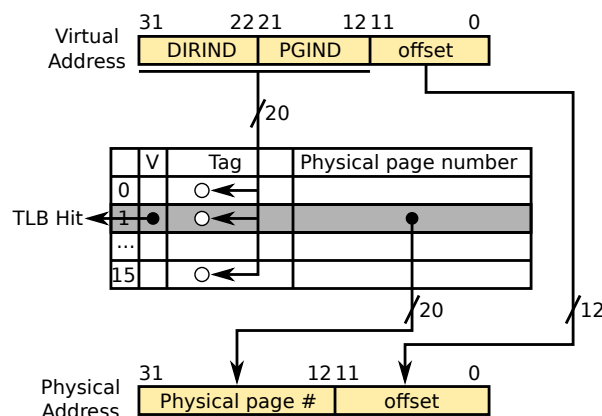 31 22 21 12 11 0
Virtual Address DIRIND PGIND offset
20
V Tag Physical page number
0
TLB Hit 1
...
15
20 12
31 12 11 0
Physical Address Physical page # offset